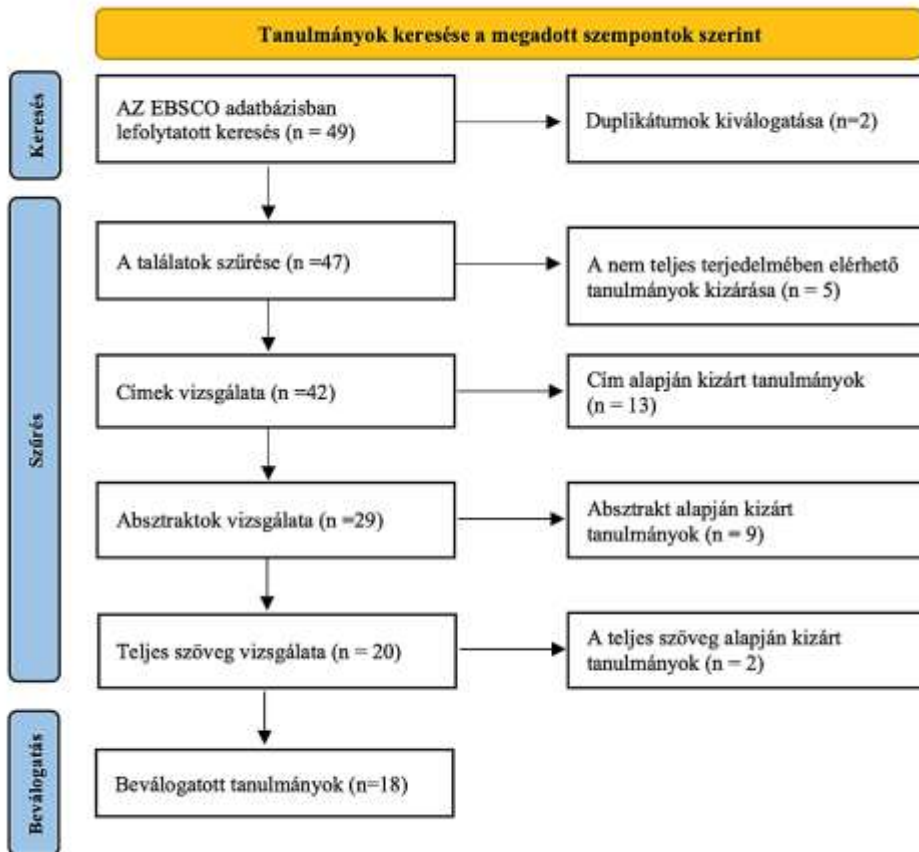 Tanulmányok keresése a megadott szempontok szerint
Keresés
AZ EBSCO adatbázisban
lefolytatott keresés (n = 49)
Duplikátumok kiválogatása (n=2)
Szűrés
A találatok szűrése (n =47)
A nem teljes terjedelmében elérhető
tanulmányok kizárása (n = 5)
Címek vizsgálata (n =42)
Cím alapján kizárt tanulmányok
(n = 13)
Absztraktok vizsgálata (n =29)
Absztrakt alapján kizárt
tanulmányok (n = 9)
Teljes szöveg vizsgálata (n = 20)
A teljes szöveg alapján kizárt
tanulmányok (n = 2)
Beválogatás
Beválogatott tanulmányok (n=18)